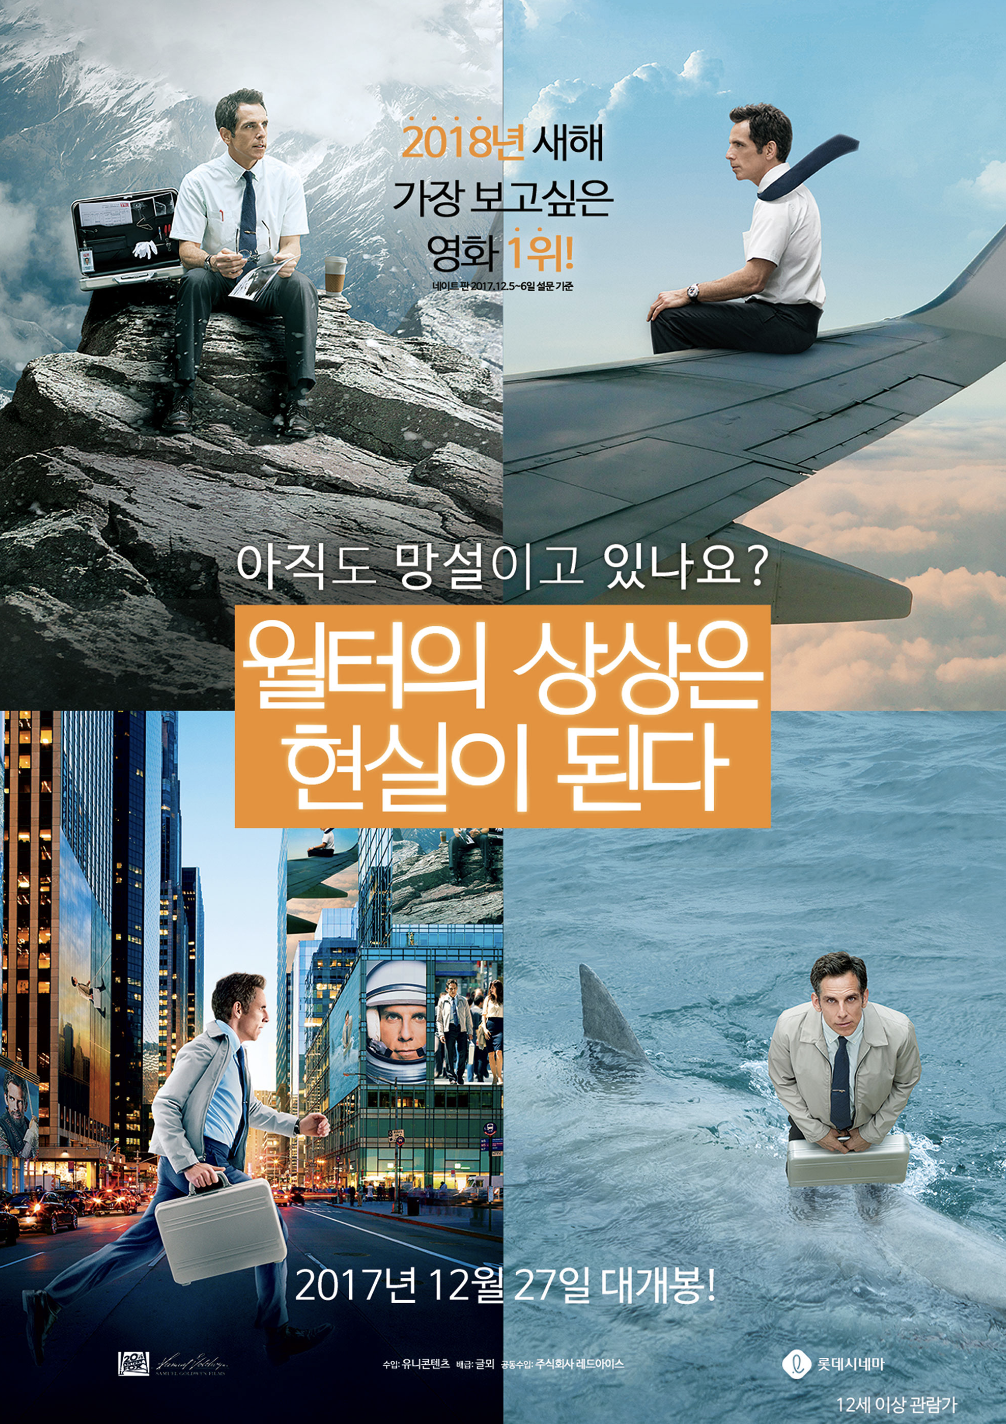 2018년 새해
가장 보고싶은
영화 1위!
네이트 판 2017.12.5~6일 설문 기준
아직도 망설이고 있나요?
월터의 상상은
현실이 된다
2017년 12월 27일 대개봉!
수입: 유니콘텐츠 배급: 글뫼 공동수입: 주식회사 레드아이스
SAMUEL GOLDWYN FILMS
롯데시네마
12세 이상 관람가